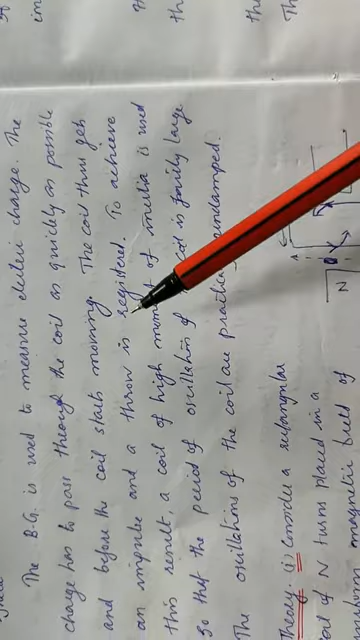 The B.G. is used to measure electric charge. The
charge has to pass through the coil as quickly as possible
and before the coil starts moving. The coil thus gets
an impulse and a throw is registered. To achieve
this result, a coil of high moment of inertia is used
so that the period of oscillation of coil is fairly large
The oscillations of the coil are practically undamped.
Theory. (i) Consider a rectangular
coil of N turns placed in a
magnetic field of
A
N